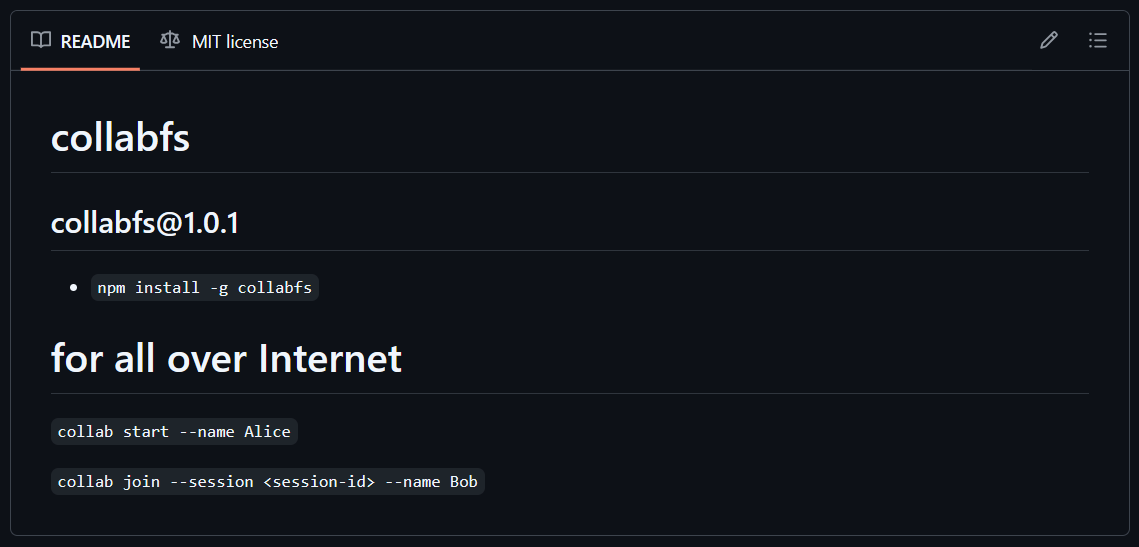 README MIT license
collabfs
collabfs@1.0.1
npm install -g collabfs
for all over Internet
collab start --name Alice
collab join --session <session-id> --name Bob